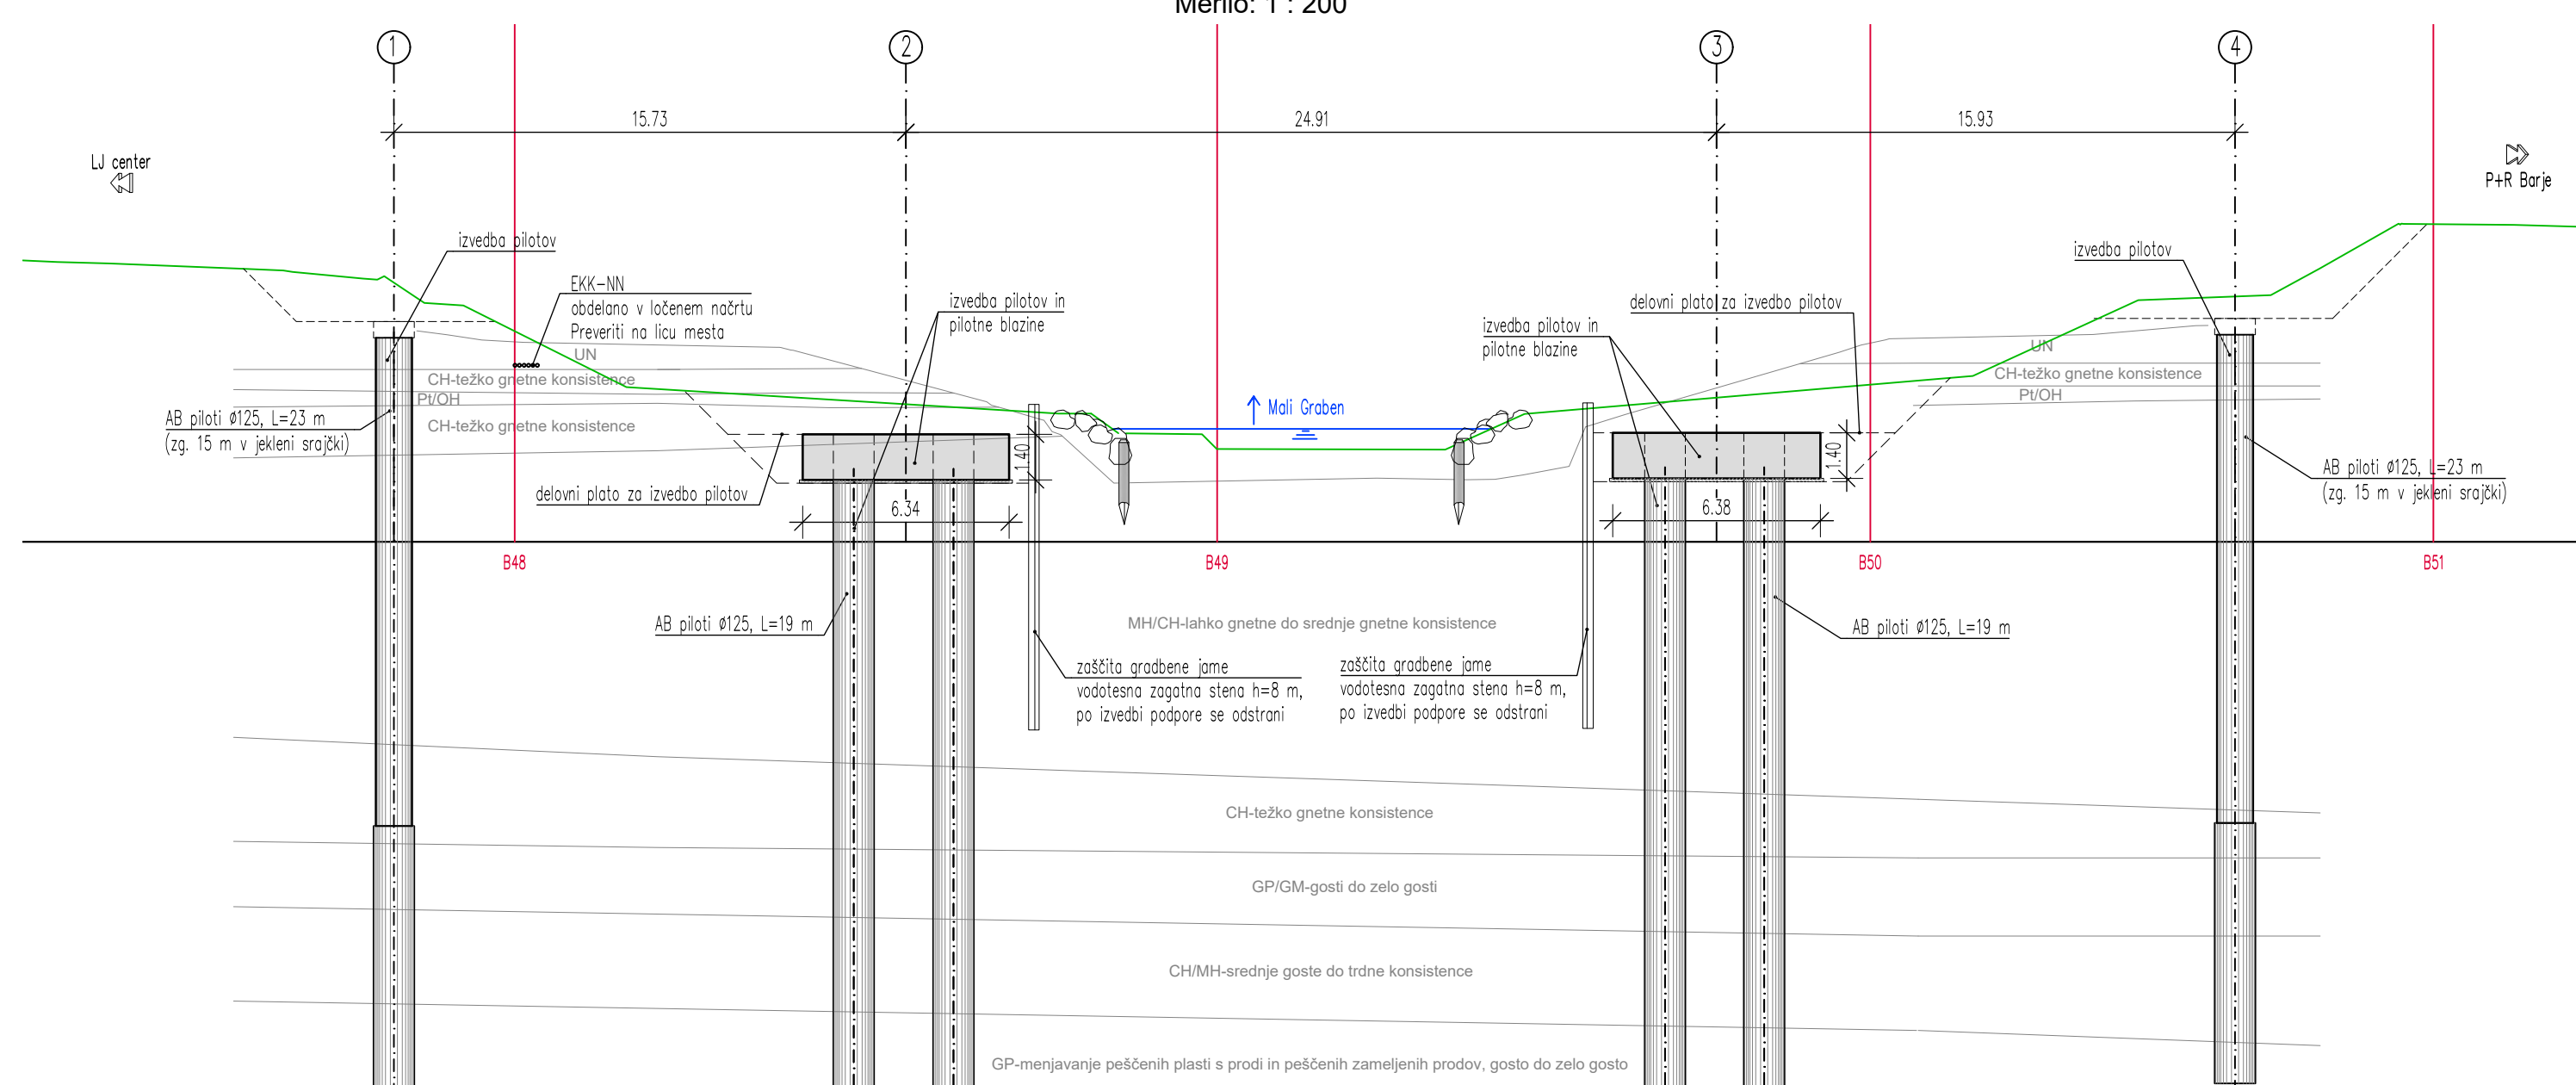 Merilo: 1 : 200
1
2
3
4
15.73
24.91
15.93
LJ center
P+R Barje
izvedba pilotov
EKK-NN
obdelano v ločenem načrtu
Preveriti na licu mesta
izvedba pilotov in
pilotne blazine
izvedba pilotov in
pilotne blazine
delovni plato za izvedbo pilotov
izvedba pilotov
UN
CH-težko gnetne konsistence
Pt/OH
CH-težko gnetne konsistence
AB piloti ø125, L=23 m
(zg. 15 m v jekleni srajčki)
Mali Graben
UN
CH-težko gnetne konsistence
Pt/OH
1.40
1.40
delovni plato za izvedbo pilotov
6.34
6.38
AB piloti ø125, L=23 m
(zg. 15 m v jekleni srajčki)
B48
B49
B50
B51
AB piloti ø125, L=19 m
MH/CH-lahko gnetne do srednje gnetne konsistence
AB piloti ø125, L=19 m
zaščita gradbene jame
vodotesna zagatna stena h=8 m,
po izvedbi podpore se odstrani
zaščita gradbene jame
vodotesna zagatna stena h=8 m,
po izvedbi podpore se odstrani
CH-težko gnetne konsistence
GP/GM-gosti do zelo gosti
CH/MH-srednje goste do trdne konsistence
GP-menjavanje peščenih plasti s prodi in peščenih zameljenih prodov, gosto do zelo gosto